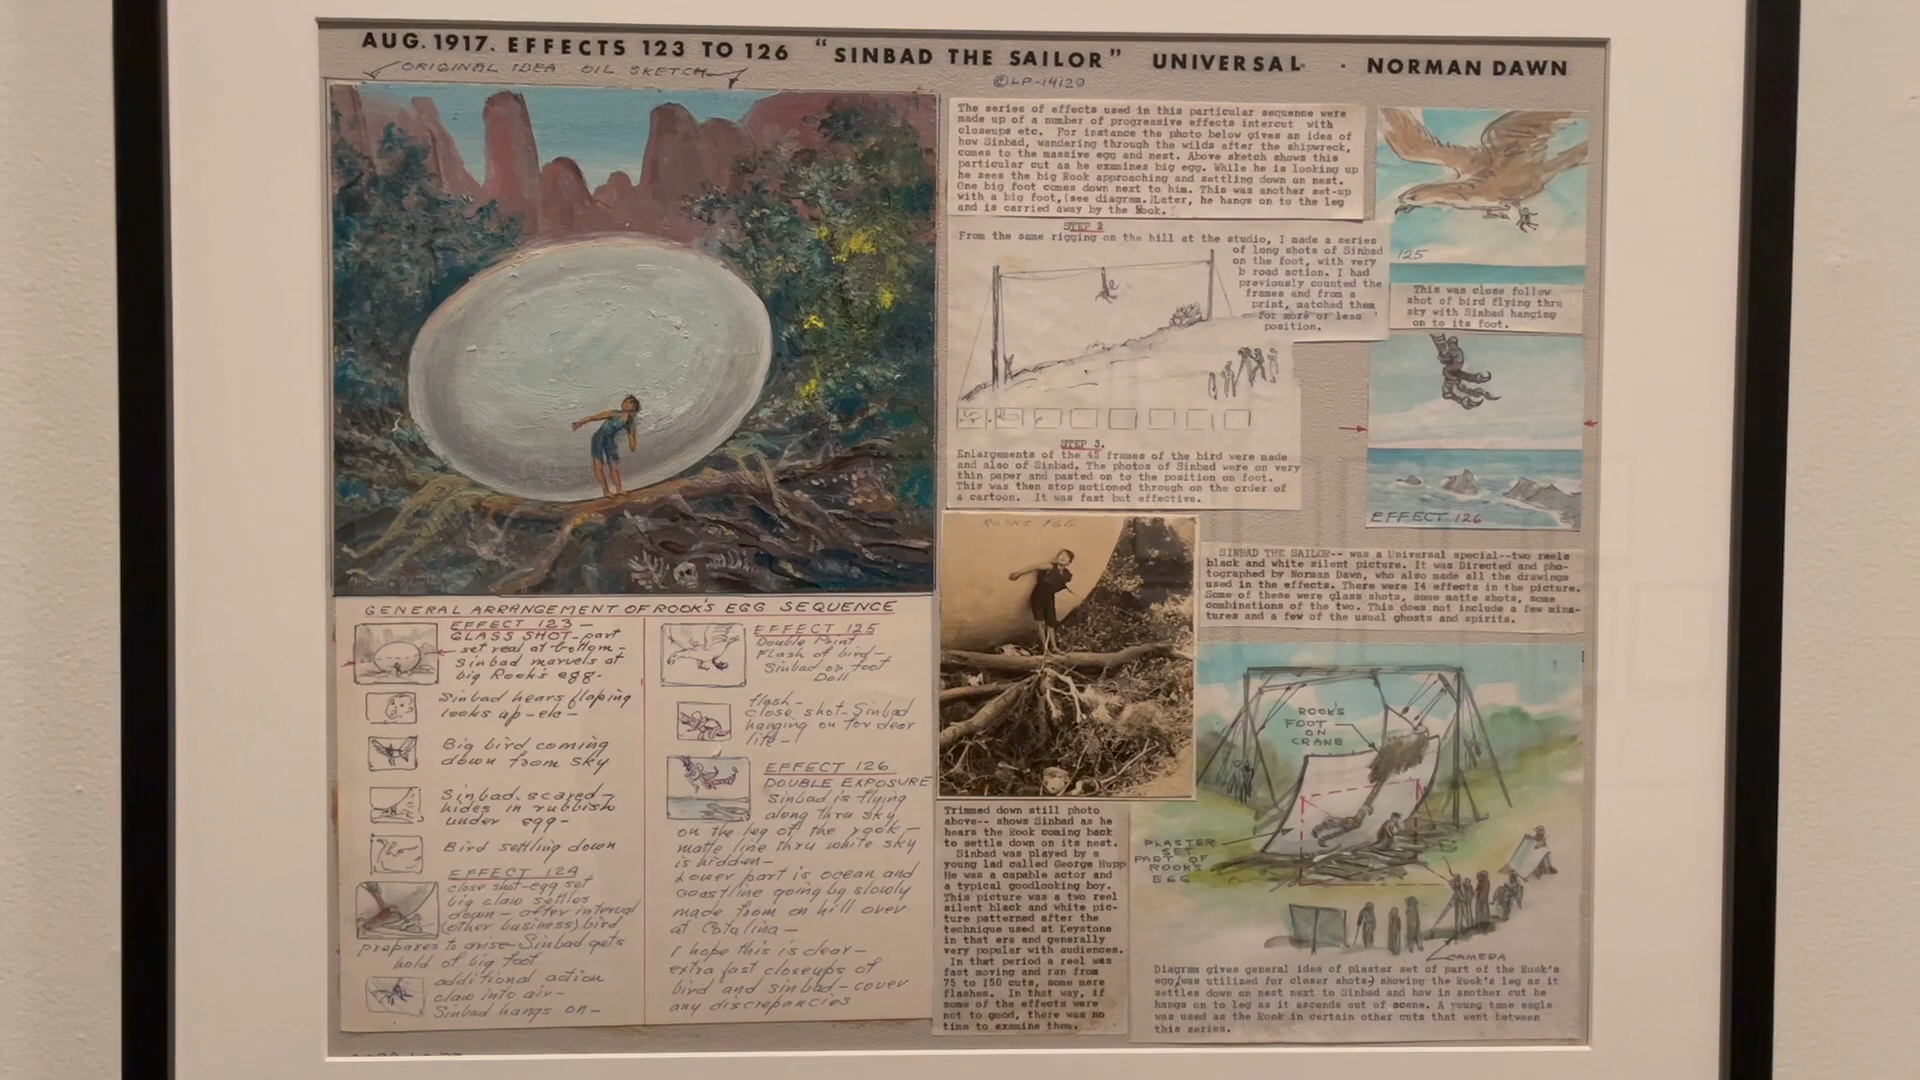 AUG. 1917. EFFECTS 123 TO 126 "SINBAD THE SAILOR" UNIVERSAL · NORMAN DAWN
ORIGINAL IDEA OIL SKETCH
©LP-14120
The series of effects used in this particular sequence were
made up of a number of progressive effects intercut with
closeups etc. For instance the photo below gives an idea of
how Sinbad, wandering through the wilds after the shipwreck,
comes to the massive egg and nest. Above sketch shows this
particular cut as he examines big egg. While he is looking up
he sees the big Rook approaching and settling down on nest.
One big foot comes down next to him. This was another set-up
with a big foot,(see diagram.)Later, he hangs on to the leg
and is carried away by the Rook.
125
This was close follow
shot of bird flying thru
sky with Sinbad hanging
on to its foot.
STEP 2
From the same rigging on the hill at the studio, I made a series
of long shots of Sinbad
on the foot, with very
b road action. I had
previously counted the
frames and from a
print, matched them
for more or less
position.
STEP 3.
Enlargements of the 45 frames of the bird were made
and also of Sinbad. The photos of Sinbad were on very
thin paper and pasted on to the position on foot.
This was then stop motioned through on the order of
a cartoon. It was fast but effective.
EFFECT 126
SINBAD THE SAILOR-- was a Universal special--two reels
black and white silent picture. It was Directed and pho-
tographed by Norman Dawn, who also made all the drawings
used in the effects. There were 14 effects in the picture.
Some of these were glass shots, some matte shots, some
combinations of the two. This does not include a few mina-
tures and a few of the usual ghosts and spirits.
ROOKS EGG
GENERAL ARRANGEMENT OF ROOK'S EGG SEQUENCE
EFFECT 123 —
GLASS SHOT-part
set real at bottom-
Sinbad marvels at
big Rook's egg.
Sinbad hears flaping
looks up-etc-
Big bird coming
down from sky
Sinbad scared-
hides in rubbish
under egg-
Bird settling down
EFFECT 124
close shot-egg set
big claw settles
down - after interval
(other business) bird
prepares to arise-Sinbad gets
hold of big foot
additional action
claw into air-
Sinbad hangs on-
EFFECT 125
Double Print
Flash of bird-
Sinbad on foot
Doll
flash-
close shot-Sinbad
hanging on for dear
life-
EFFECT 126
DOUBLE EXPOSURE
Sinbad is flying
along thru sky
on the leg of the rook-
matte line thru white sky
is hidden-
Lower part is ocean and
coastline going by slowly
made from on hill over
at Catalina-
I hope this is clear-
extra fast closeups of
bird and sinbad-cover
any discrepancies
Trimmed down still photo
above-- shows Sinbad as he
hears the Rook coming back
to settle down on its nest.
Sinbad was played by a
young lad called George Hupp
He was a capable actor and
a typical goodlooking boy.
This picture was a two reel
silent black and white pic-
ture patterned after the
technique used at Keystone
in that era and generally
very popular with audiences.
In that period a reel was
fast moving and ran from
75 to 150 cuts, some mere
flashes. In that way, if
some of the effects were
not to good, there was no
time to examine them.
ROOK'S
FOOT
ON
CRANE
PLASTER
SET
PART OF
ROOKS
EGG
CAMERA
Diagram gives general idea of plaster set of part of the Rook's
egg(was utilized for closer shots) showing the Rook's leg as it
settles down on nest next to Sinbad and how in another cut he
hangs on to leg as it ascends out of scene. A young tame eagle
was used as the Rook in certain other cuts that went between
this series.